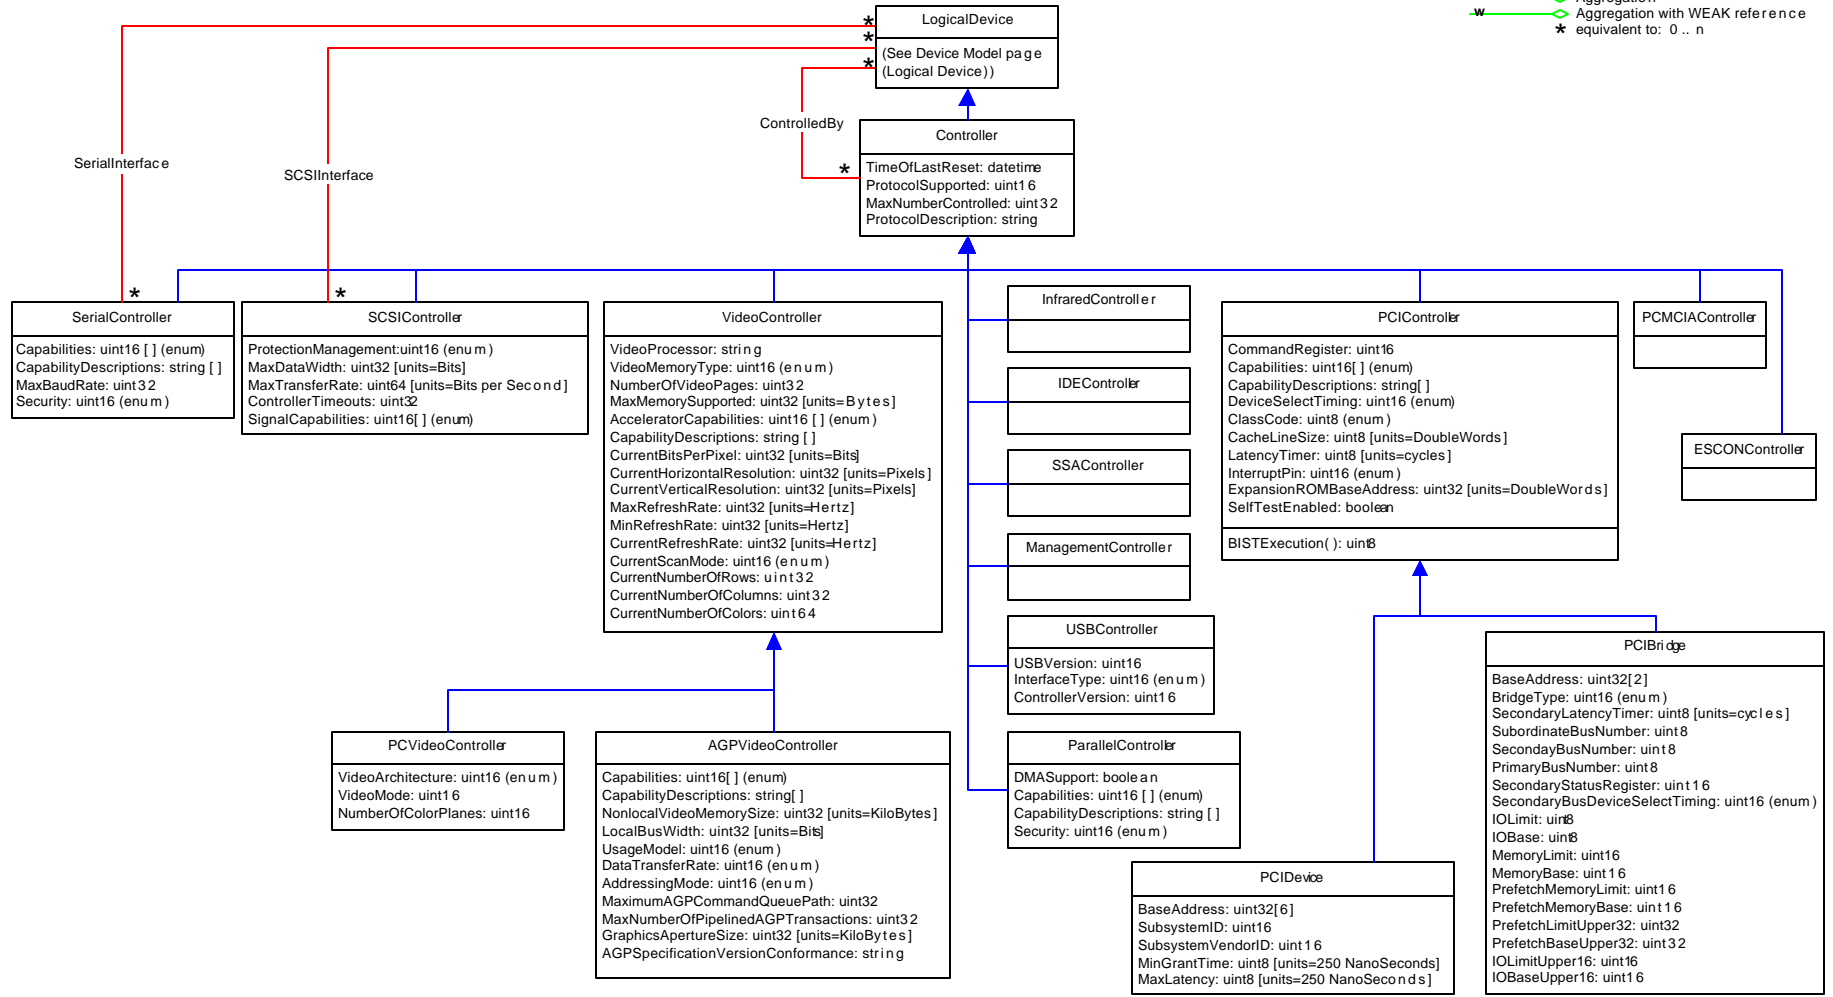 Aggregation
w Aggregation with WEAK reference
* equivalent to: 0 .. n
LogicalDevice
(See Device Model page
(Logical Device))
*
*
*
ControlledBy
*
SerialInterface
*
SCSIInterface
*
Controller
TimeOfLastReset: datetime
ProtocolSupported: uint16
MaxNumberControlled: uint32
ProtocolDescription: string
SerialController
Capabilities: uint16 [ ] (enum)
CapabilityDescriptions: string [ ]
MaxBaudRate: uint32
Security: uint16 (enum)
SCSIController
ProtectionManagement:uint16 (enum)
MaxDataWidth: uint32 [units=Bits]
MaxTransferRate: uint64 [units=Bits per Second]
ControllerTimeouts: uint32
SignalCapabilities: uint16[ ] (enum)
VideoController
VideoProcessor: string
VideoMemoryType: uint16 (enum)
NumberOfVideoPages: uint32
MaxMemorySupported: uint32 [units=Bytes]
AcceleratorCapabilities: uint16 [ ] (enum)
CapabilityDescriptions: string [ ]
CurrentBitsPerPixel: uint32 [units=Bits]
CurrentHorizontalResolution: uint32 [units=Pixels]
CurrentVerticalResolution: uint32 [units=Pixels]
MaxRefreshRate: uint32 [units=Hertz]
MinRefreshRate: uint32 [units=Hertz]
CurrentRefreshRate: uint32 [units=Hertz]
CurrentScanMode: uint16 (enum)
CurrentNumberOfRows: uint32
CurrentNumberOfColumns: uint32
CurrentNumberOfColors: uint64
InfraredController
IDEController
SSAController
ManagementController
USBController
USBVersion: uint16
InterfaceType: uint16 (enum)
ControllerVersion: uint16
ParallelController
DMASupport: boolean
Capabilities: uint16 [ ] (enum)
CapabilityDescriptions: string [ ]
Security: uint16 (enum)
PCIController
CommandRegister: uint16
Capabilities: uint16[ ] (enum)
CapabilityDescriptions: string[ ]
DeviceSelectTiming: uint16 (enum)
ClassCode: uint8 (enum)
CacheLineSize: uint8 [units=DoubleWords]
LatencyTimer: uint8 [units=cycles]
InterruptPin: uint16 (enum)
ExpansionROMBaseAddress: uint32 [units=DoubleWords]
SelfTestEnabled: boolean
BISTExecution( ): uint8
PCMCIAController
ESCONController
PCVideoController
VideoArchitecture: uint16 (enum)
VideoMode: uint16
NumberOfColorPlanes: uint16
AGPVideoController
Capabilities: uint16[ ] (enum)
CapabilityDescriptions: string[ ]
NonlocalVideoMemorySize: uint32 [units=KiloBytes]
LocalBusWidth: uint32 [units=Bits]
UsageModel: uint16 (enum)
DataTransferRate: uint16 (enum)
AddressingMode: uint16 (enum)
MaximumAGPCommandQueuePath: uint32
MaxNumberOfPipelinedAGPTransactions: uint32
GraphicsApertureSize: uint32 [units=KiloBytes]
AGPSpecificationVersionConformance: string
PCIDevice
BaseAddress: uint32[6]
SubsystemID: uint16
SubsystemVendorID: uint16
MinGrantTime: uint8 [units=250 NanoSeconds]
MaxLatency: uint8 [units=250 NanoSeconds]
PCIBridge
BaseAddress: uint32[2]
BridgeType: uint16 (enum)
SecondaryLatencyTimer: uint8 [units=cycles]
SubordinateBusNumber: uint8
SecondayBusNumber: uint8
PrimaryBusNumber: uint8
SecondaryStatusRegister: uint16
SecondaryBusDeviceSelectTiming: uint16 (enum)
IOLimit: uint8
IOBase: uint8
MemoryLimit: uint16
MemoryBase: uint16
PrefetchMemoryLimit: uint16
PrefetchMemoryBase: uint16
PrefetchLimitUpper32: uint32
PrefetchBaseUpper32: uint32
IOLimitUpper16: uint16
IOBaseUpper16: uint16